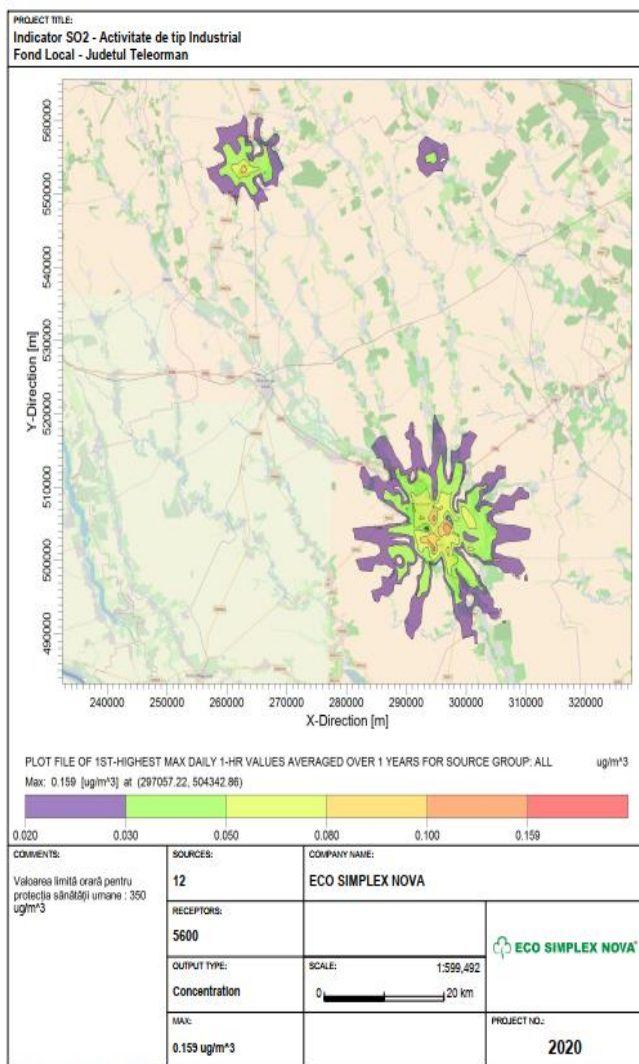 PROJECT TITLE:
Indicator SO2 - Activitate de tip Industrial
Fond Local - Judetul Teleorman
Y-Direction [m]
560000
550000
540000
530000
520000
510000
500000
490000
240000 250000 260000 270000 280000 290000 300000 310000 320000
X-Direction [m]
PLOT FILE OF 1ST-HIGHEST MAX DAILY 1-HR VALUES AVERAGED OVER 1 YEARS FOR SOURCE GROUP: ALL ug/m^3
Max: 0.159 [ug/m^3] at (297057.22, 504342.86)
0.020 0.030 0.050 0.080 0.100 0.159
COMMENTS:
Valoarea limită orară pentru
protecția sănătății umane : 350
ug/m^3
SOURCES:
12
COMPANY NAME:
ECO SIMPLEX NOVA
RECEPTORS:
5600
ECO SIMPLEX NOVA
OUTPUT TYPE:
Concentration
SCALE: 1:599,492
0 20 km
MAX:
0.159 ug/m^3
PROJECT NO.:
2020